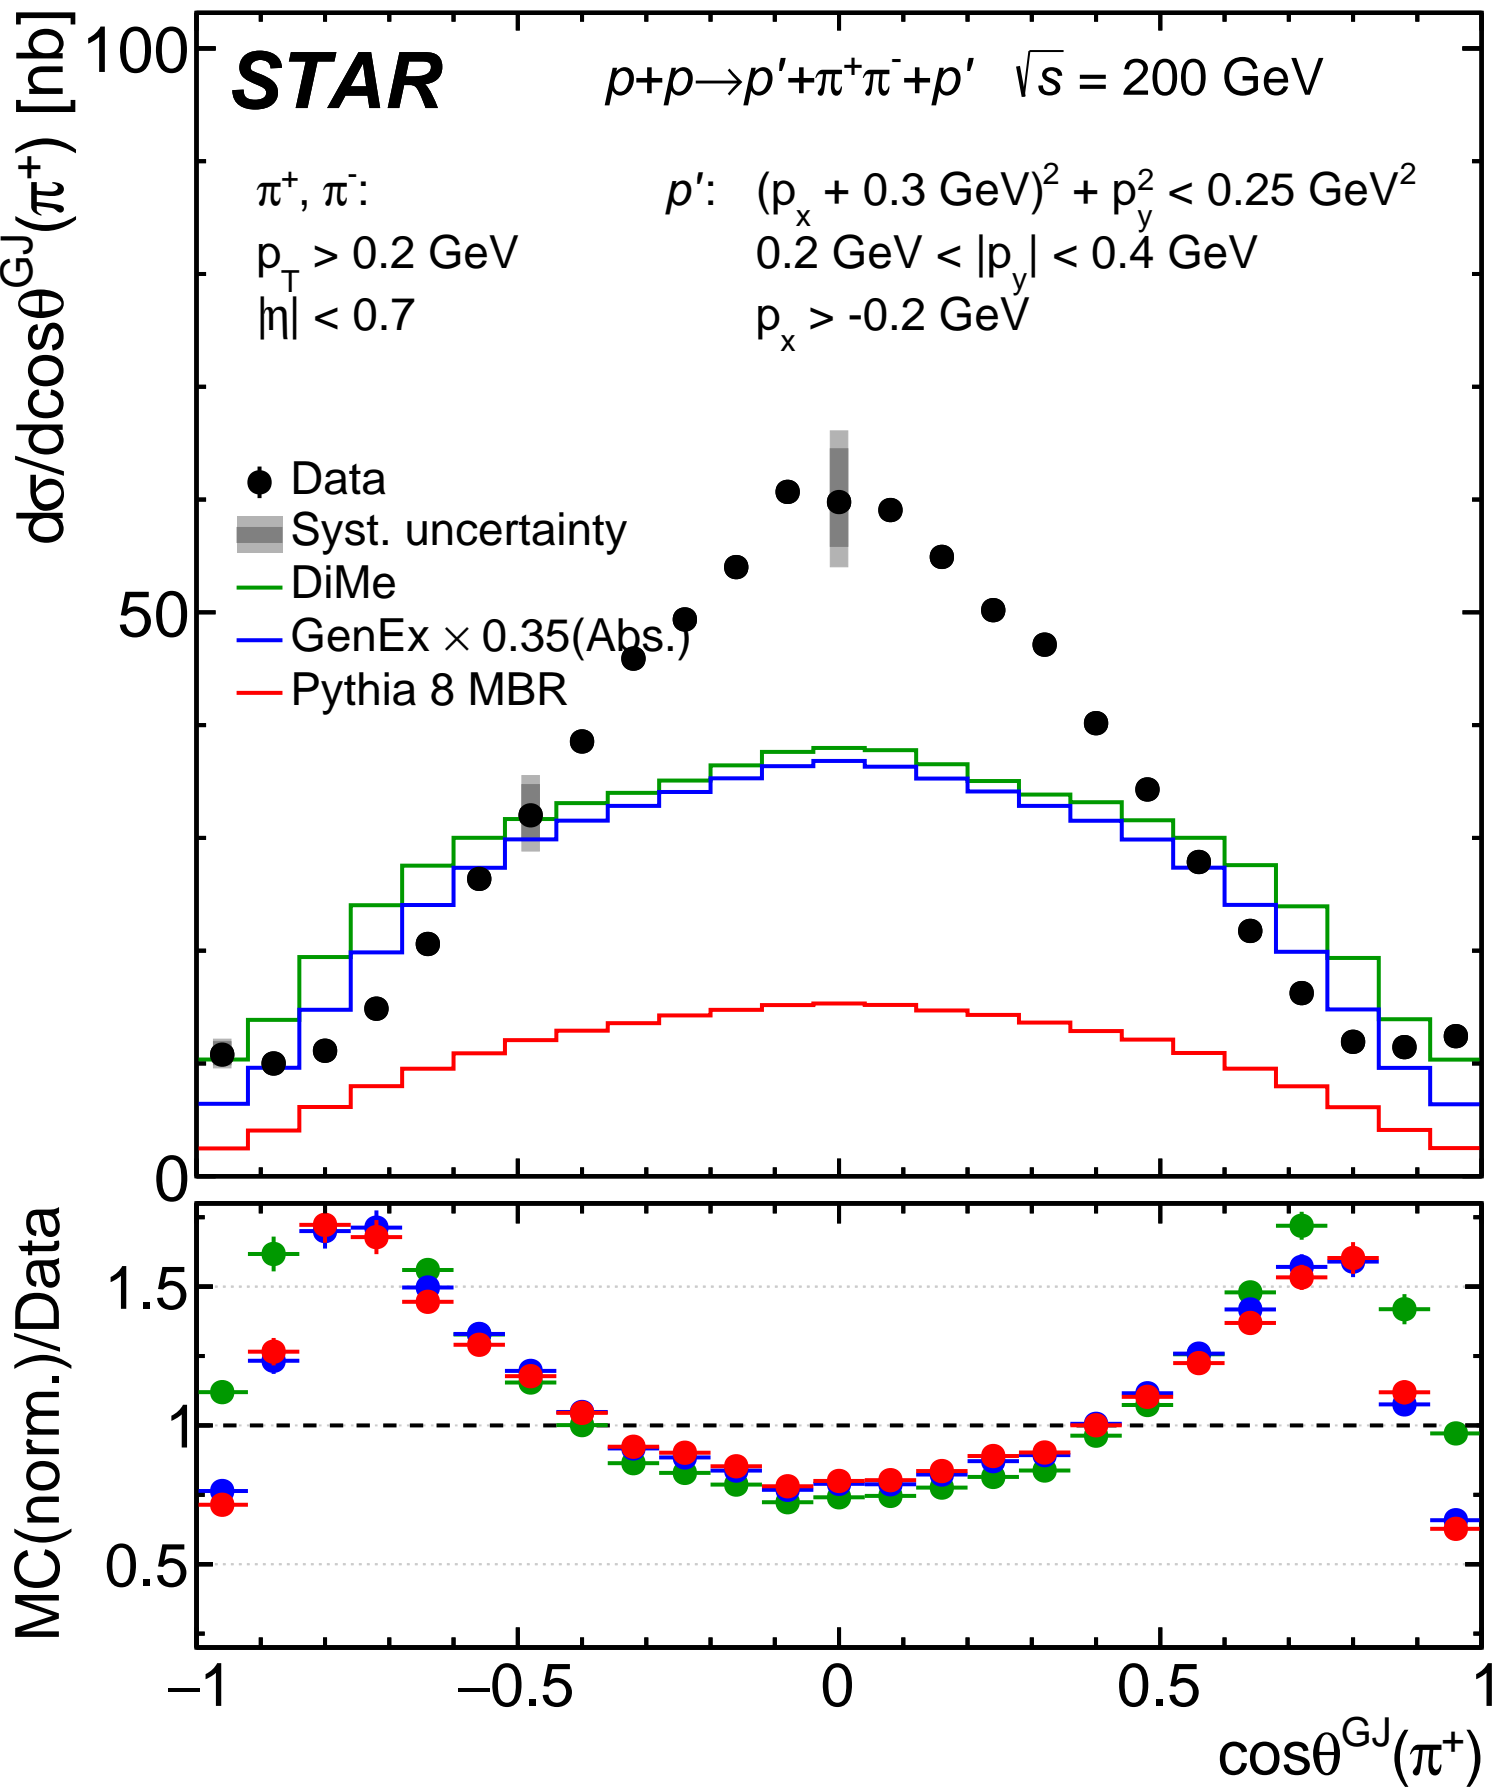 dσ/dcosθ^GJ(π⁺) [nb]
100
50
0
STAR p+p→p′+π⁺π⁻+p′ √s = 200 GeV
π⁺, π⁻: p′: (p_x + 0.3 GeV)² + p_y² < 0.25 GeV²
p_T > 0.2 GeV 0.2 GeV < |p_y| < 0.4 GeV
|η| < 0.7 p_x > -0.2 GeV
Data
Syst. uncertainty
DiMe
GenEx × 0.35(Abs.)
Pythia 8 MBR
MC(norm.)/Data
1.5
1
0.5
−1 −0.5 0 0.5 1
cosθ^GJ(π⁺)